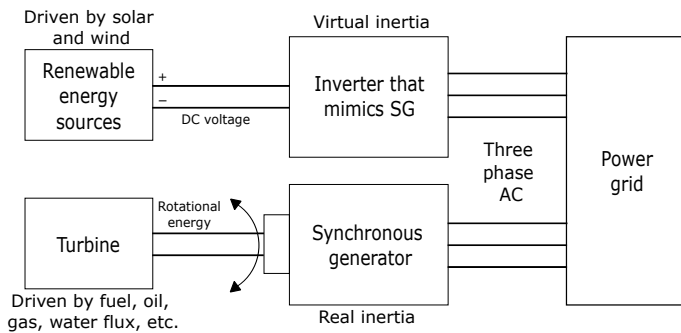 Driven by solar
and wind
Virtual inertia
Renewable
energy
sources
+
−
DC voltage
Inverter that
mimics SG
Three
phase
AC
Power
grid
Turbine
Rotational
energy
Synchronous
generator
Driven by fuel, oil,
gas, water flux, etc.
Real inertia